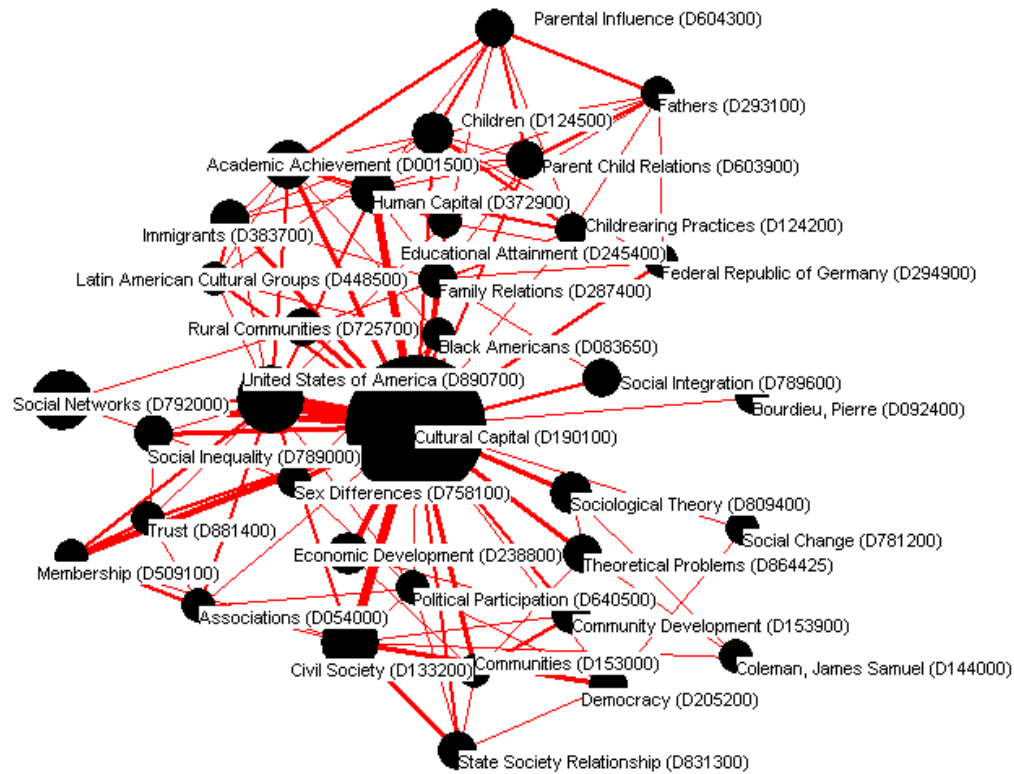 Parental Influence (D604300)
Fathers (D293100)
Children (D124500)
Academic Achievement (D001500)
Parent Child Relations (D603900)
Human Capital (D372900)
Childrearing Practices (D124200)
Immigrants (D383700)
Educational Attainment (D245400)
Latin American Cultural Groups (D448500)
Federal Republic of Germany (D294900)
Family Relations (D287400)
Rural Communities (D725700)
Black Americans (D083650)
United States of America (D890700)
Social Integration (D789600)
Social Networks (D792000)
Bourdieu, Pierre (D092400)
Cultural Capital (D190100)
Social Inequality (D789000)
Sex Differences (D758100)
Sociological Theory (D809400)
Trust (D881400)
Social Change (D781200)
Economic Development (D238800)
Theoretical Problems (D864425)
Membership (D509100)
Political Participation (D640500)
Associations (D054000)
Community Development (D153900)
Civil Society (D133200)
Communities (D153000)
Coleman, James Samuel (D144000)
Democracy (D205200)
State Society Relationship (D831300)